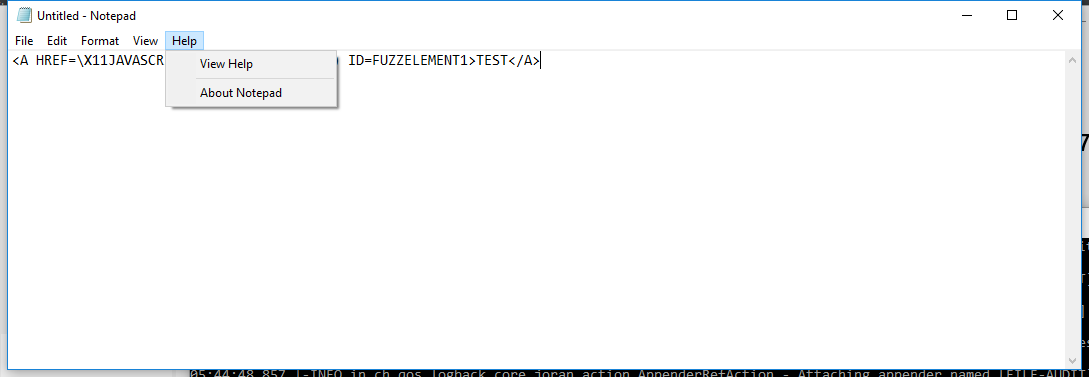 Untitled - Notepad
File Edit Format View Help
<A HREF=\X11JAVASCR ID=FUZZELEMENT1>TEST</A>
View Help
About Notepad
05:44:48,857 |-INFO in ch.qos.logback.core.joran.action.AppenderRefAction - Attaching appender named [FILE-AUDIT